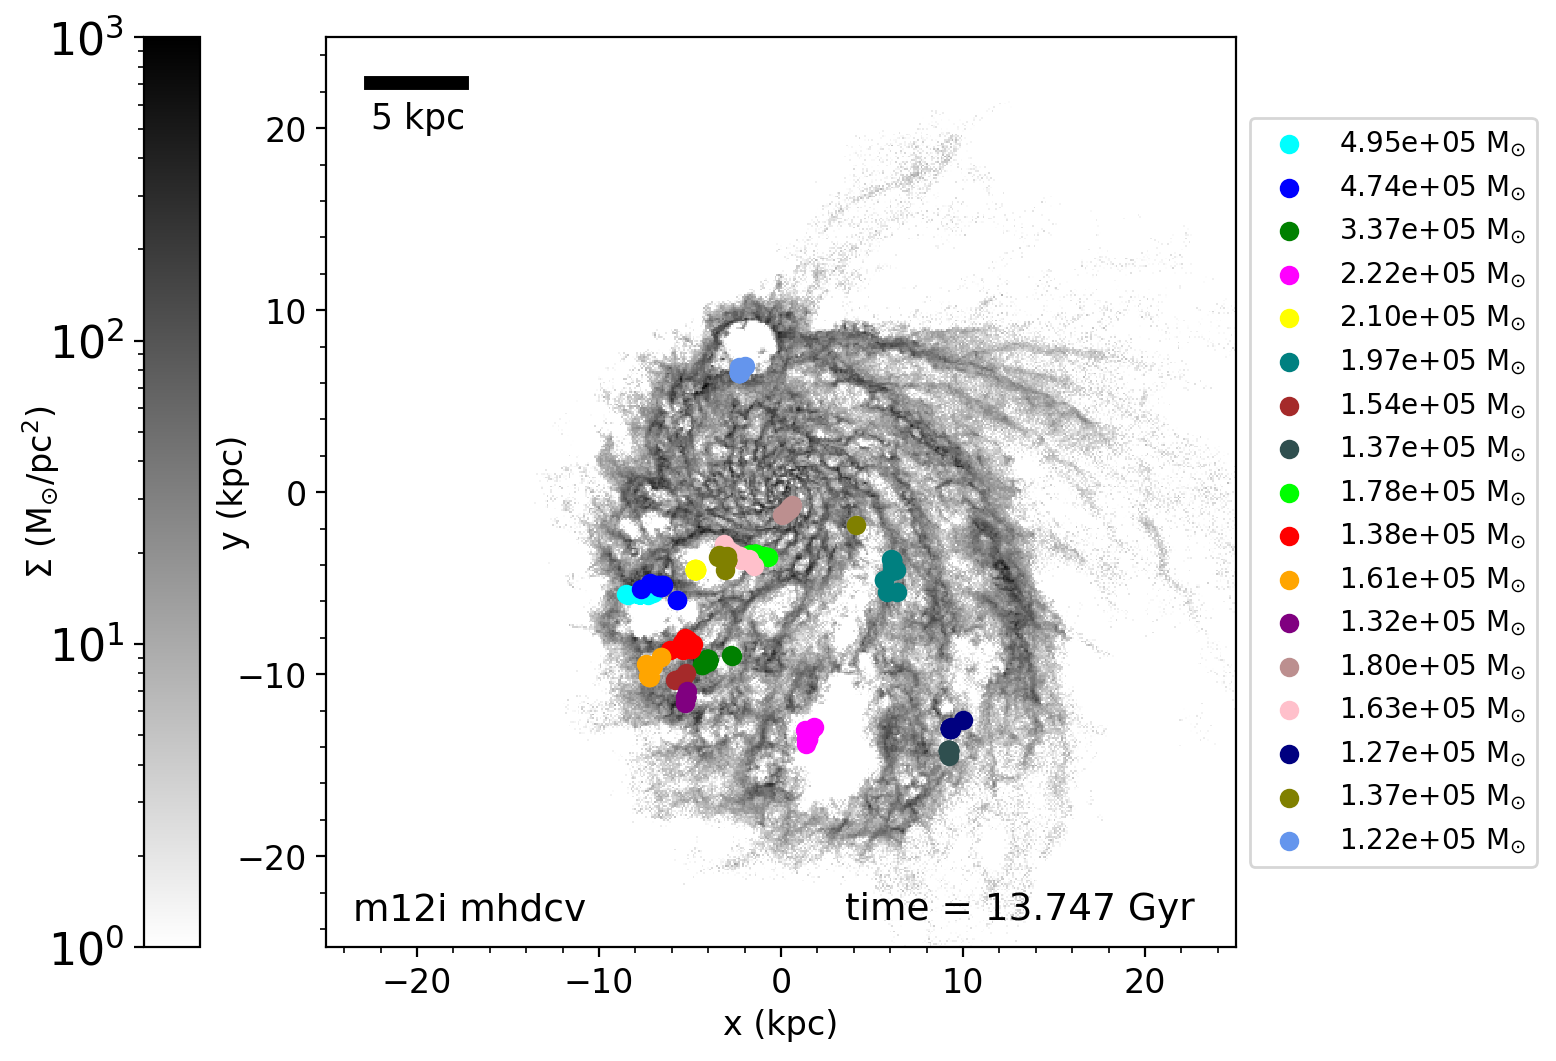 10³
10²
10¹
10⁰
Σ (M☉/pc²)
y (kpc)
20
10
0
−10
−20
5 kpc
m12i mhdcv
time = 13.747 Gyr
−20
−10
0
10
20
x (kpc)
4.95e+05 M☉
4.74e+05 M☉
3.37e+05 M☉
2.22e+05 M☉
2.10e+05 M☉
1.97e+05 M☉
1.54e+05 M☉
1.37e+05 M☉
1.78e+05 M☉
1.38e+05 M☉
1.61e+05 M☉
1.32e+05 M☉
1.80e+05 M☉
1.63e+05 M☉
1.27e+05 M☉
1.37e+05 M☉
1.22e+05 M☉